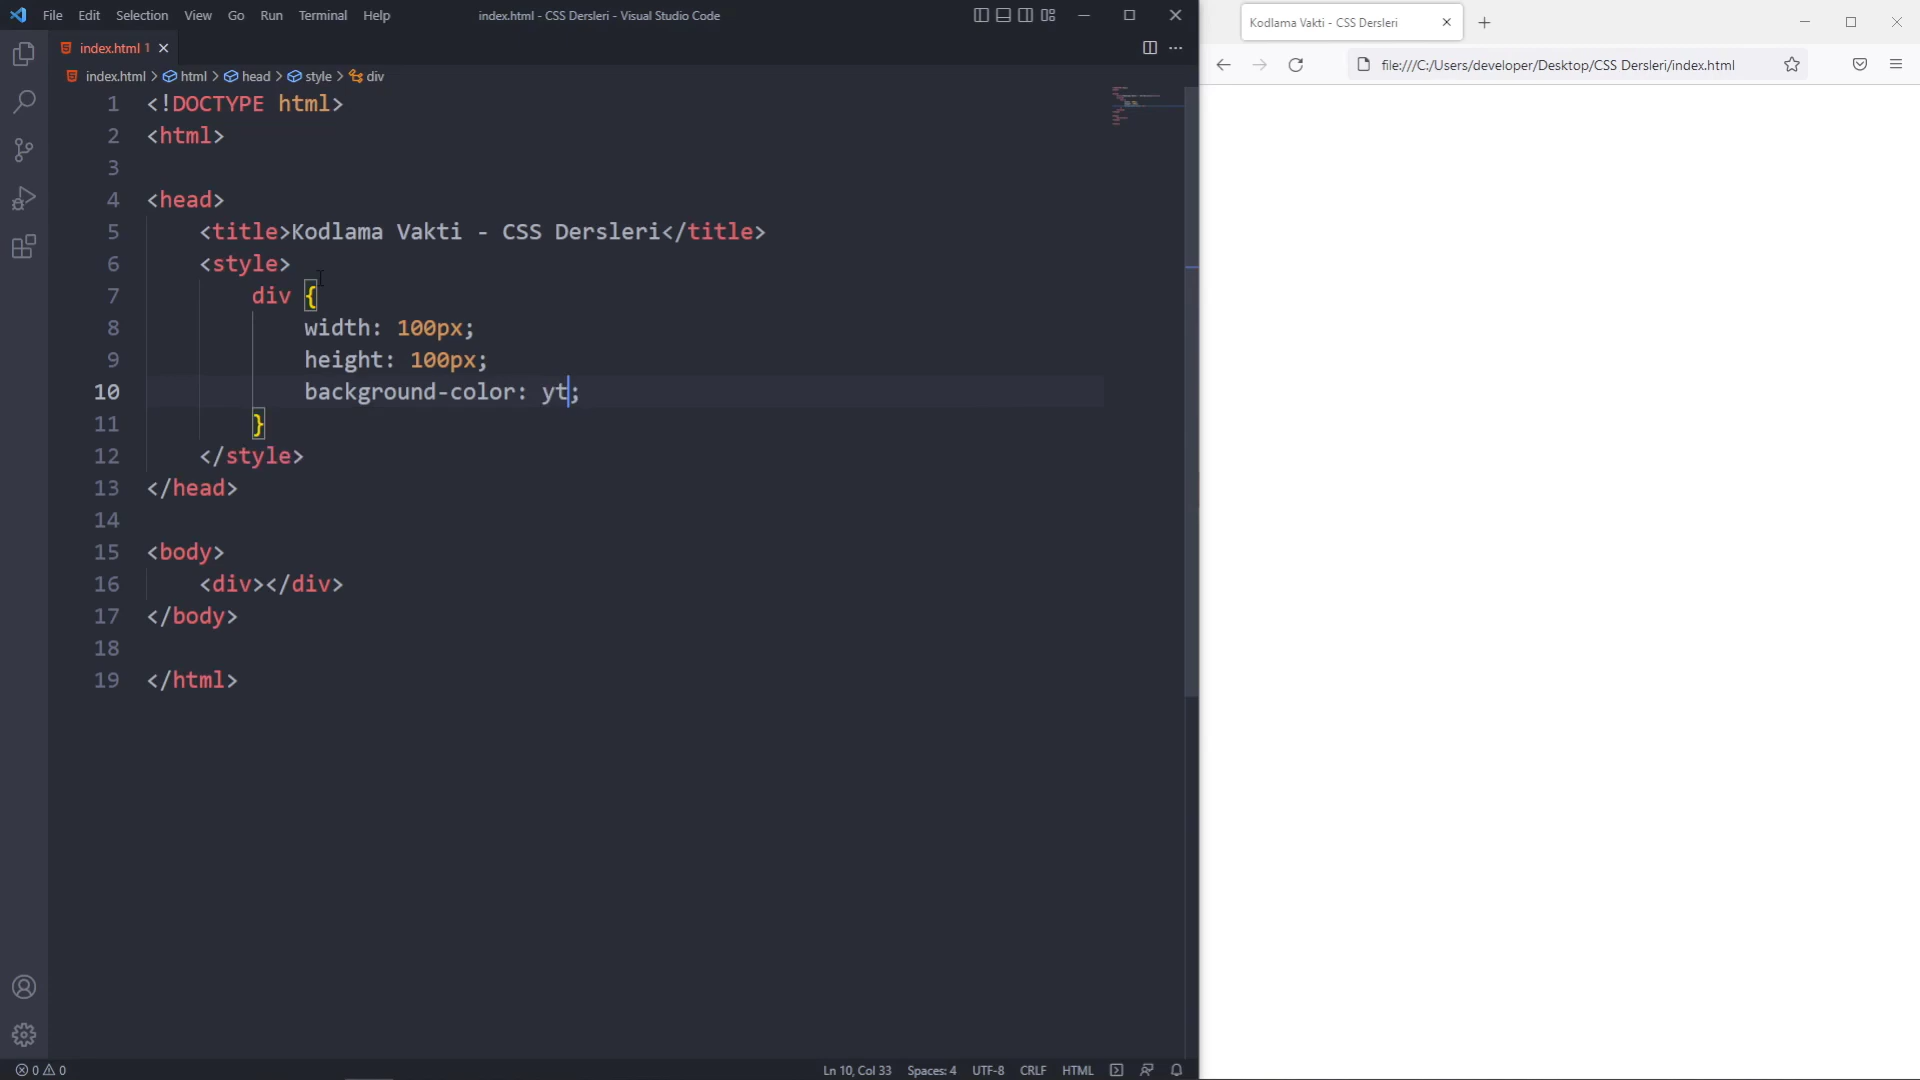 File Edit Selection View Go Run Terminal Help index.html - CSS Dersleri - Visual Studio Code
Kodlama Vakti - CSS Dersleri
index.html 1
file:///C:/Users/developer/Desktop/CSS Dersleri/index.html
index.html > html > head > style > div
1 <!DOCTYPE html>
2 <html>
3
4 <head>
5 <title>Kodlama Vakti - CSS Dersleri</title>
6 <style>
7 div {
8 width: 100px;
9 height: 100px;
10 background-color: yt;
11 }
12 </style>
13 </head>
14
15 <body>
16 <div></div>
17 </body>
18
19 </html>
0 0 Ln 10, Col 33 Spaces: 4 UTF-8 CRLF HTML